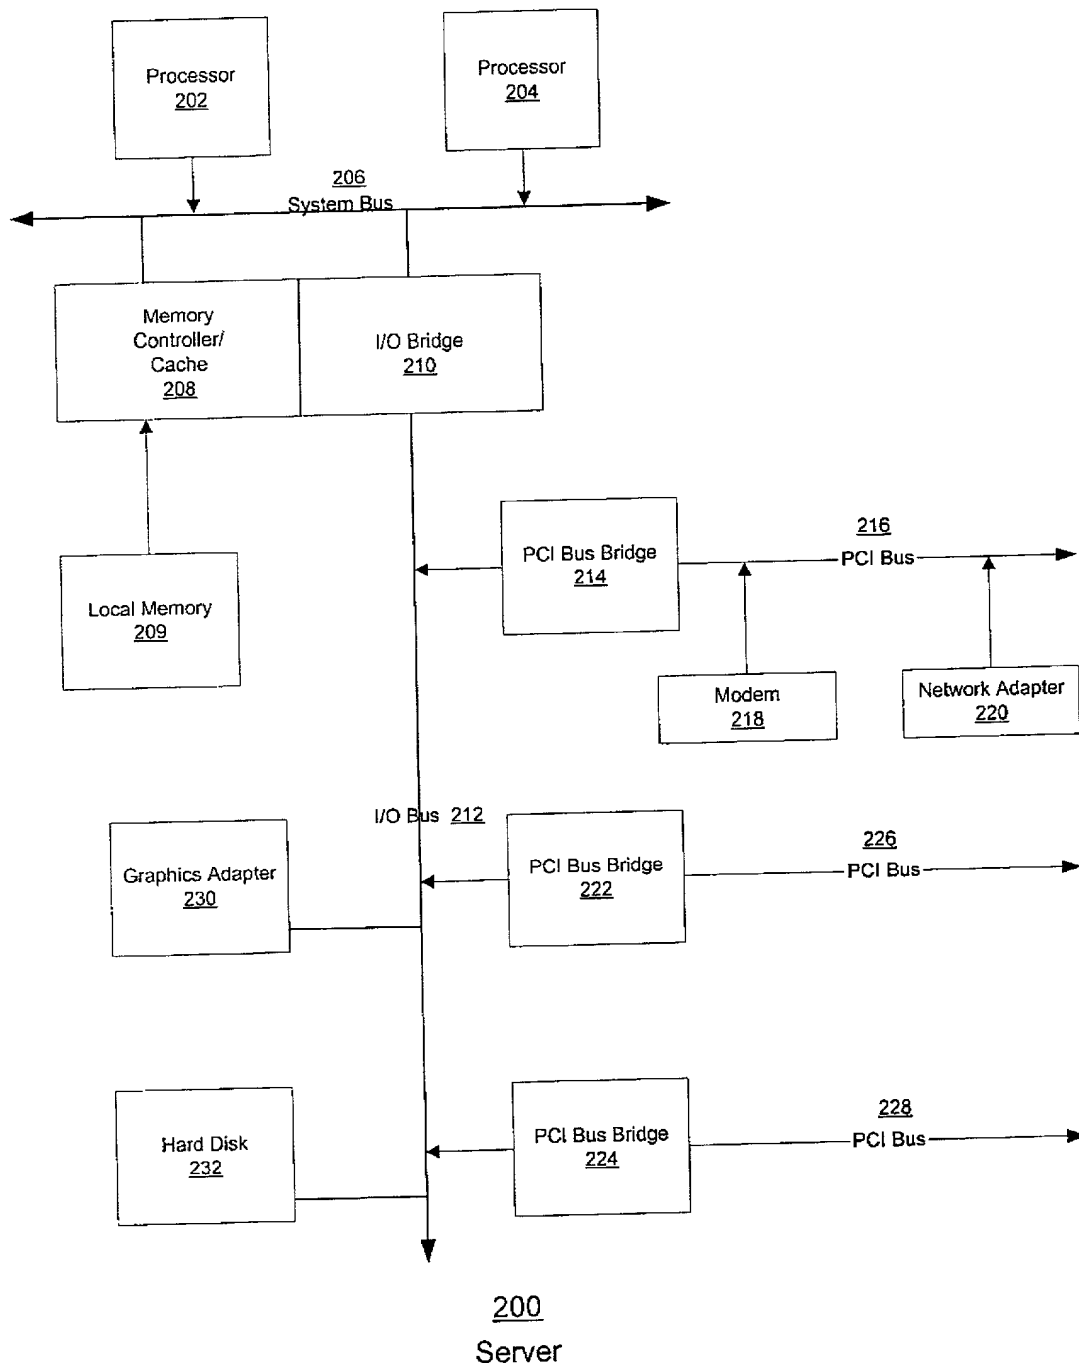 Processor
202
Processor
204
206
System Bus
Memory
Controller/
Cache
208
I/O Bridge
210
PCI Bus Bridge
214
216
PCI Bus
Local Memory
209
Modem
218
Network Adapter
220
I/O Bus 212
Graphics Adapter
230
PCI Bus Bridge
222
226
PCI Bus
Hard Disk
232
PCI Bus Bridge
224
228
PCI Bus
200
Server